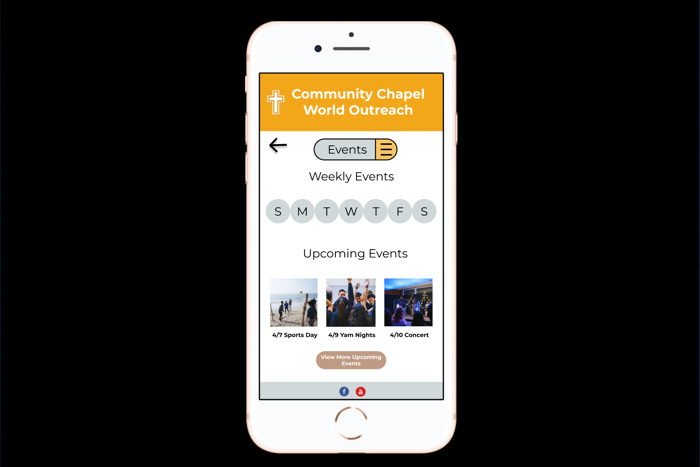 Community Chapel
World Outreach
Events
Weekly Events
S M T W T F S
Upcoming Events
4/7 Sports Day 4/9 Yam Nights 4/10 Concert
View More Upcoming
Events